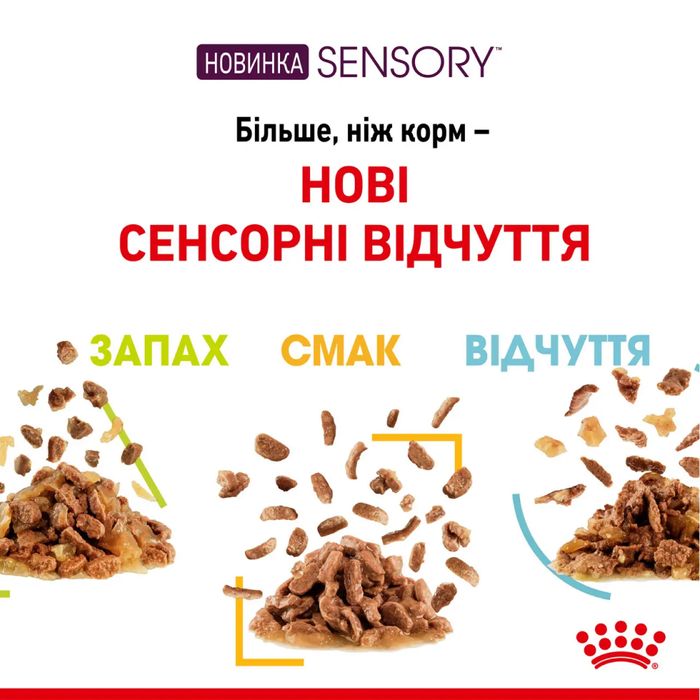 НОВИНКА SENSORY™
Більше, ніж корм –
НОВІ
СЕНСОРНІ ВІДЧУТТЯ
ЗАПАХ СМАК ВІДЧУТТЯ